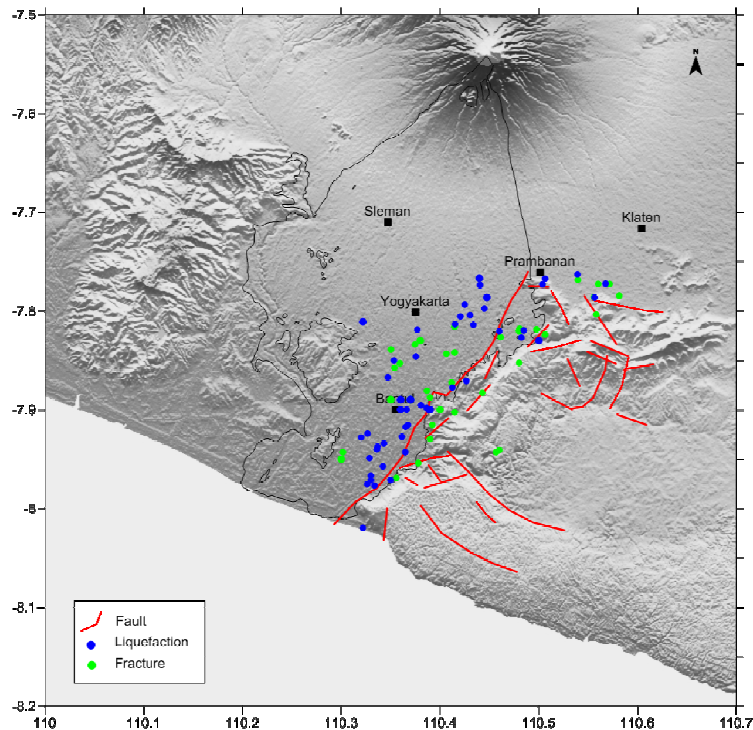 -7.5
N
-7.6
-7.7
Sleman
Klaten
Prambanan
-7.8
Yogyakarta
-7.9
-8
-8.1
Fault
Liquefaction
Fracture
-8.2
110 110.1 110.2 110.3 110.4 110.5 110.6 110.7